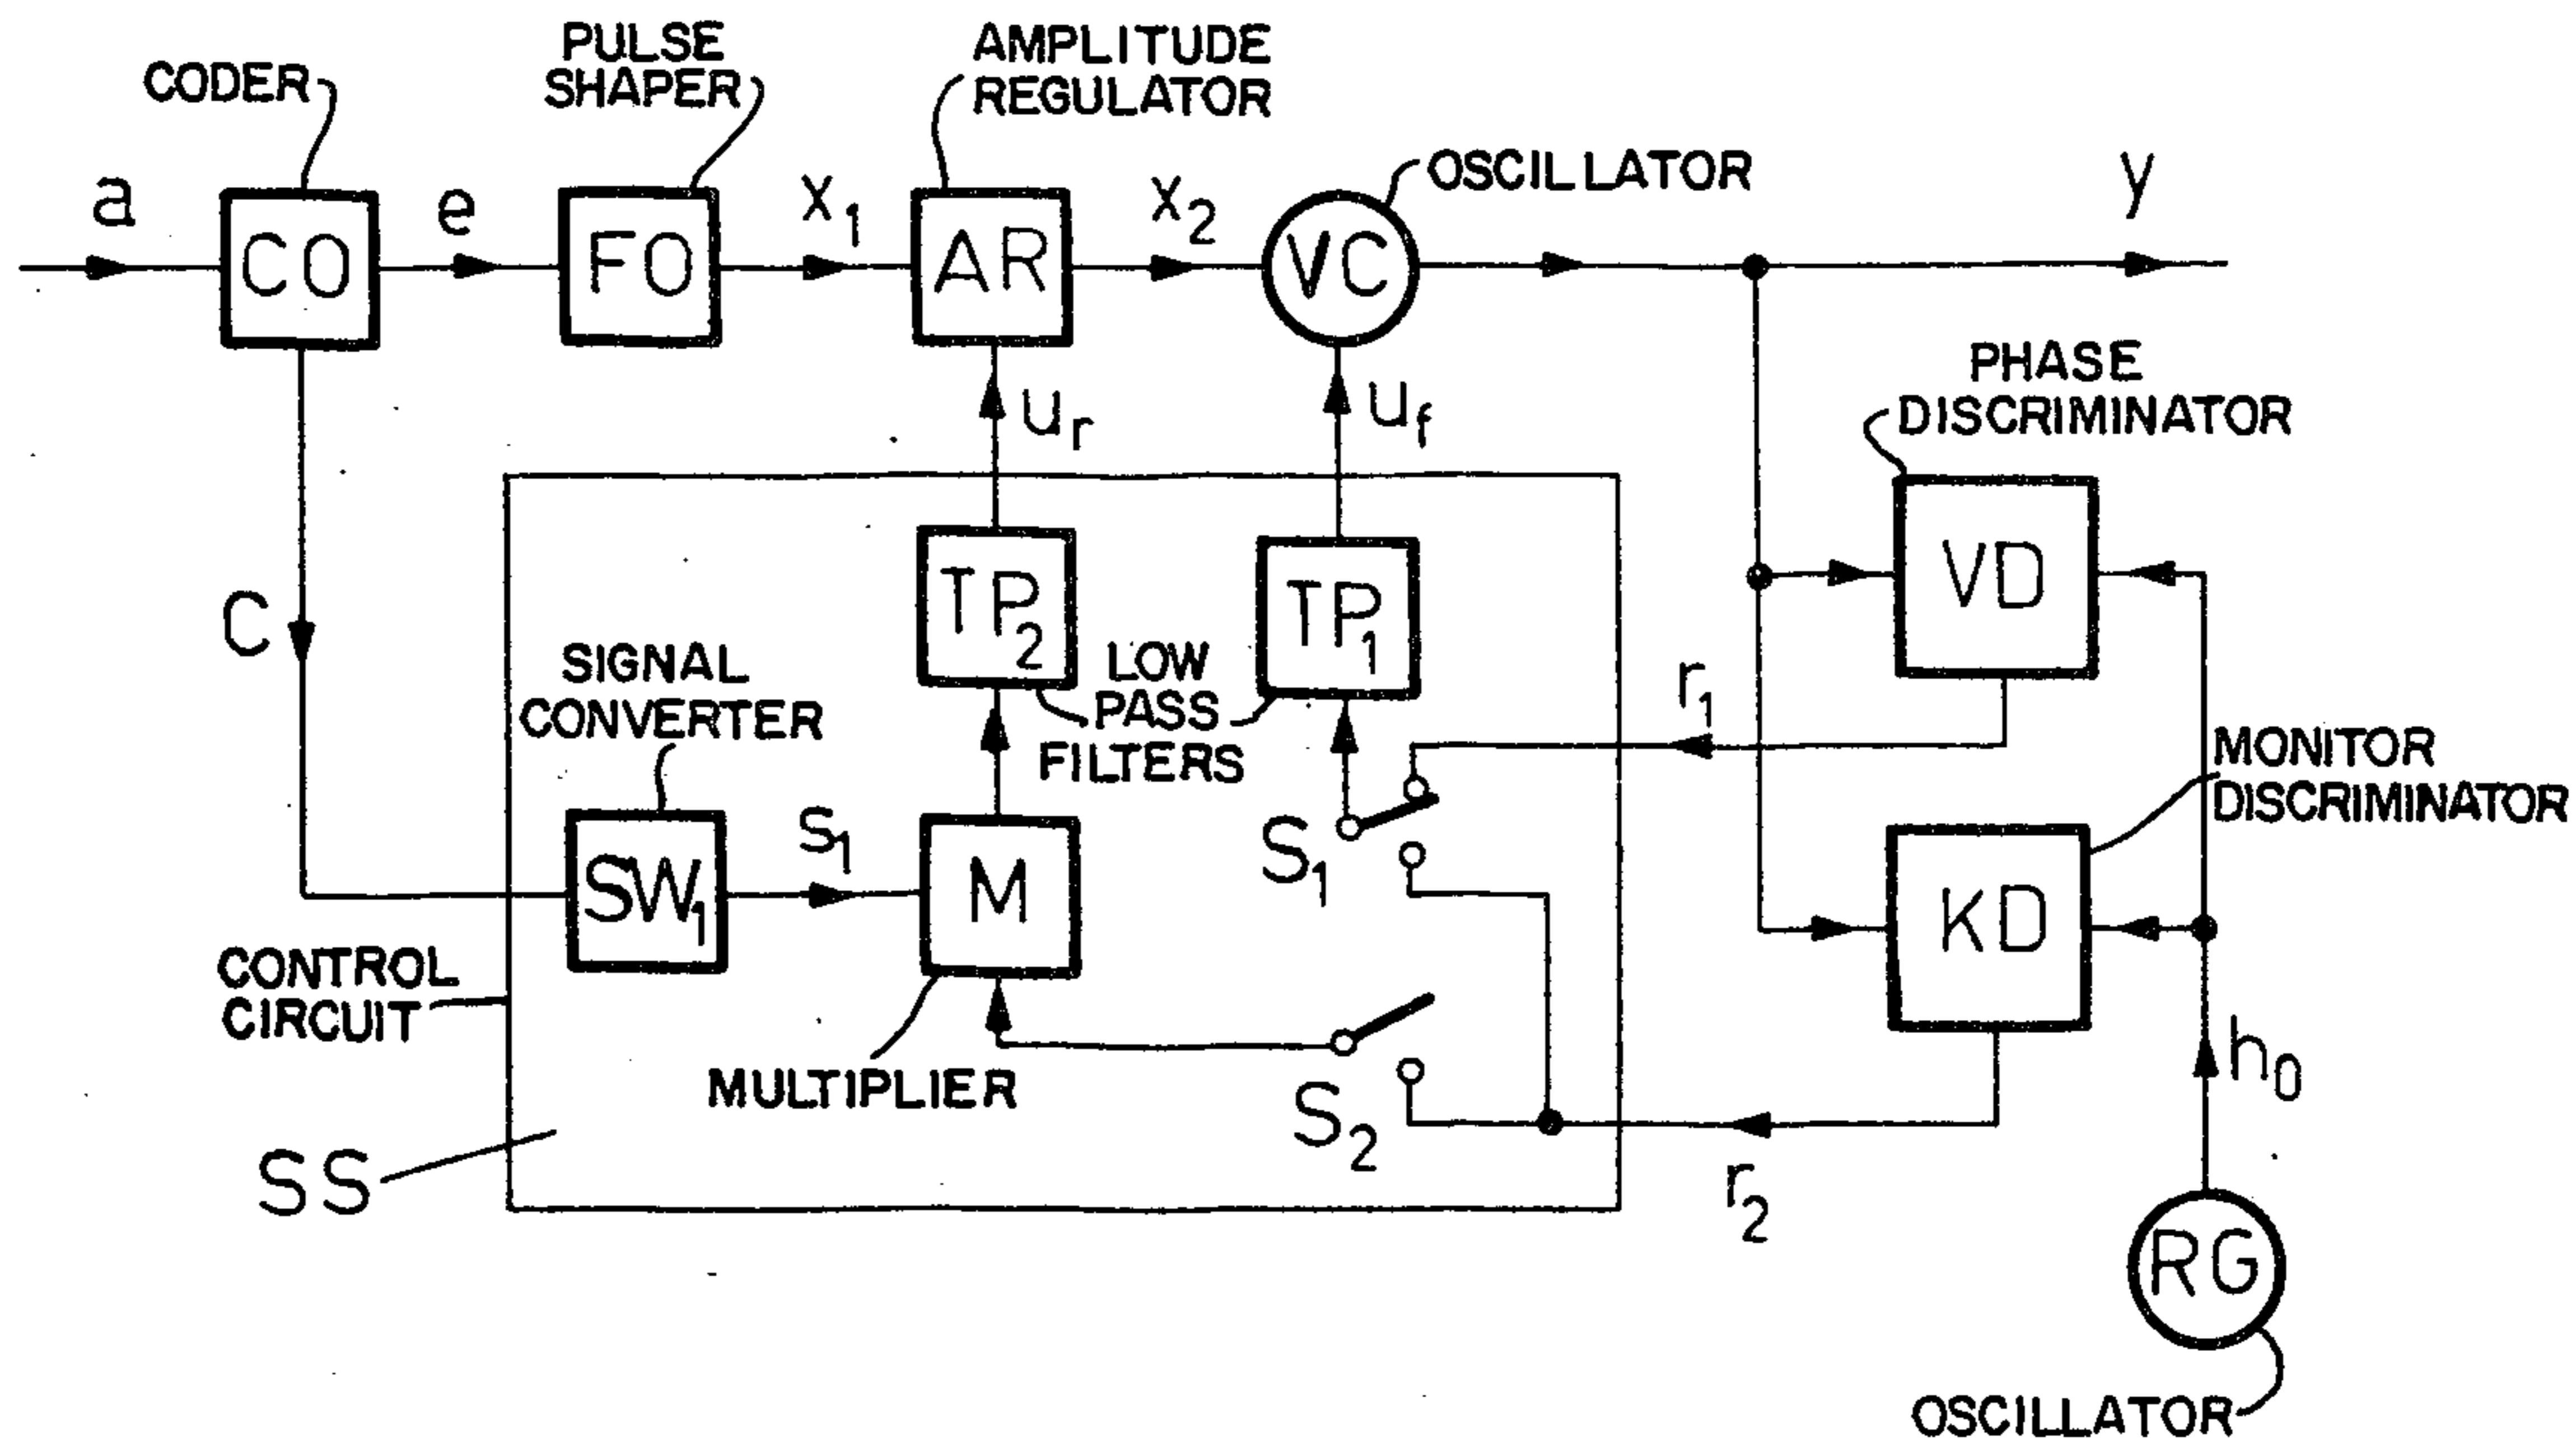 CODER
PULSE
SHAPER
AMPLITUDE
REGULATOR
OSCILLATOR
a
CO
e
FO
x1
AR
x2
VC
y
ur
uf
PHASE
DISCRIMINATOR
VD
C
TP2
TP1
LOW
PASS
FILTERS
SIGNAL
CONVERTER
r1
MONITOR
DISCRIMINATOR
SW1
s1
M
S1
KD
CONTROL
CIRCUIT
MULTIPLIER
S2
h0
SS
r2
RG
OSCILLATOR